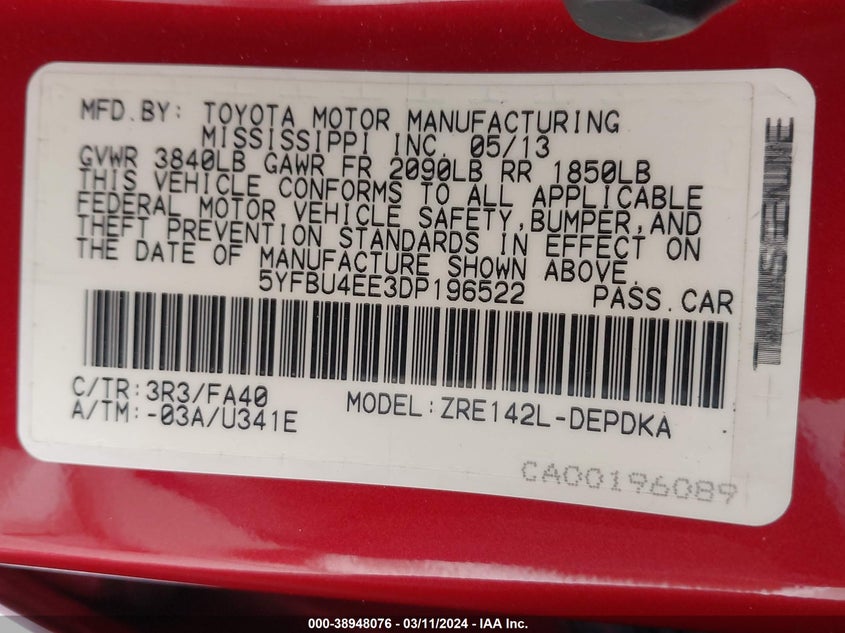 MFD.BY: TOYOTA MOTOR MANUFACTURING
MISSISSIPPI INC. 05/13
GVWR 3840LB GAWR FR 2090LB RR 1850LB
THIS VEHICLE CONFORMS TO ALL APPLICABLE
FEDERAL MOTOR VEHICLE SAFETY,BUMPER,AND
THEFT PREVENTION STANDARDS IN EFFECT ON
THE DATE OF MANUFACTURE SHOWN ABOVE.
5YFBU4EE3DP196522 PASS.CAR
C/TR:3R3/FA40
A/TM:-03A/U341E
MODEL:ZRE142L-DEPDKA
CA00196089
000-38948076 - 03/11/2024 - IAA Inc.